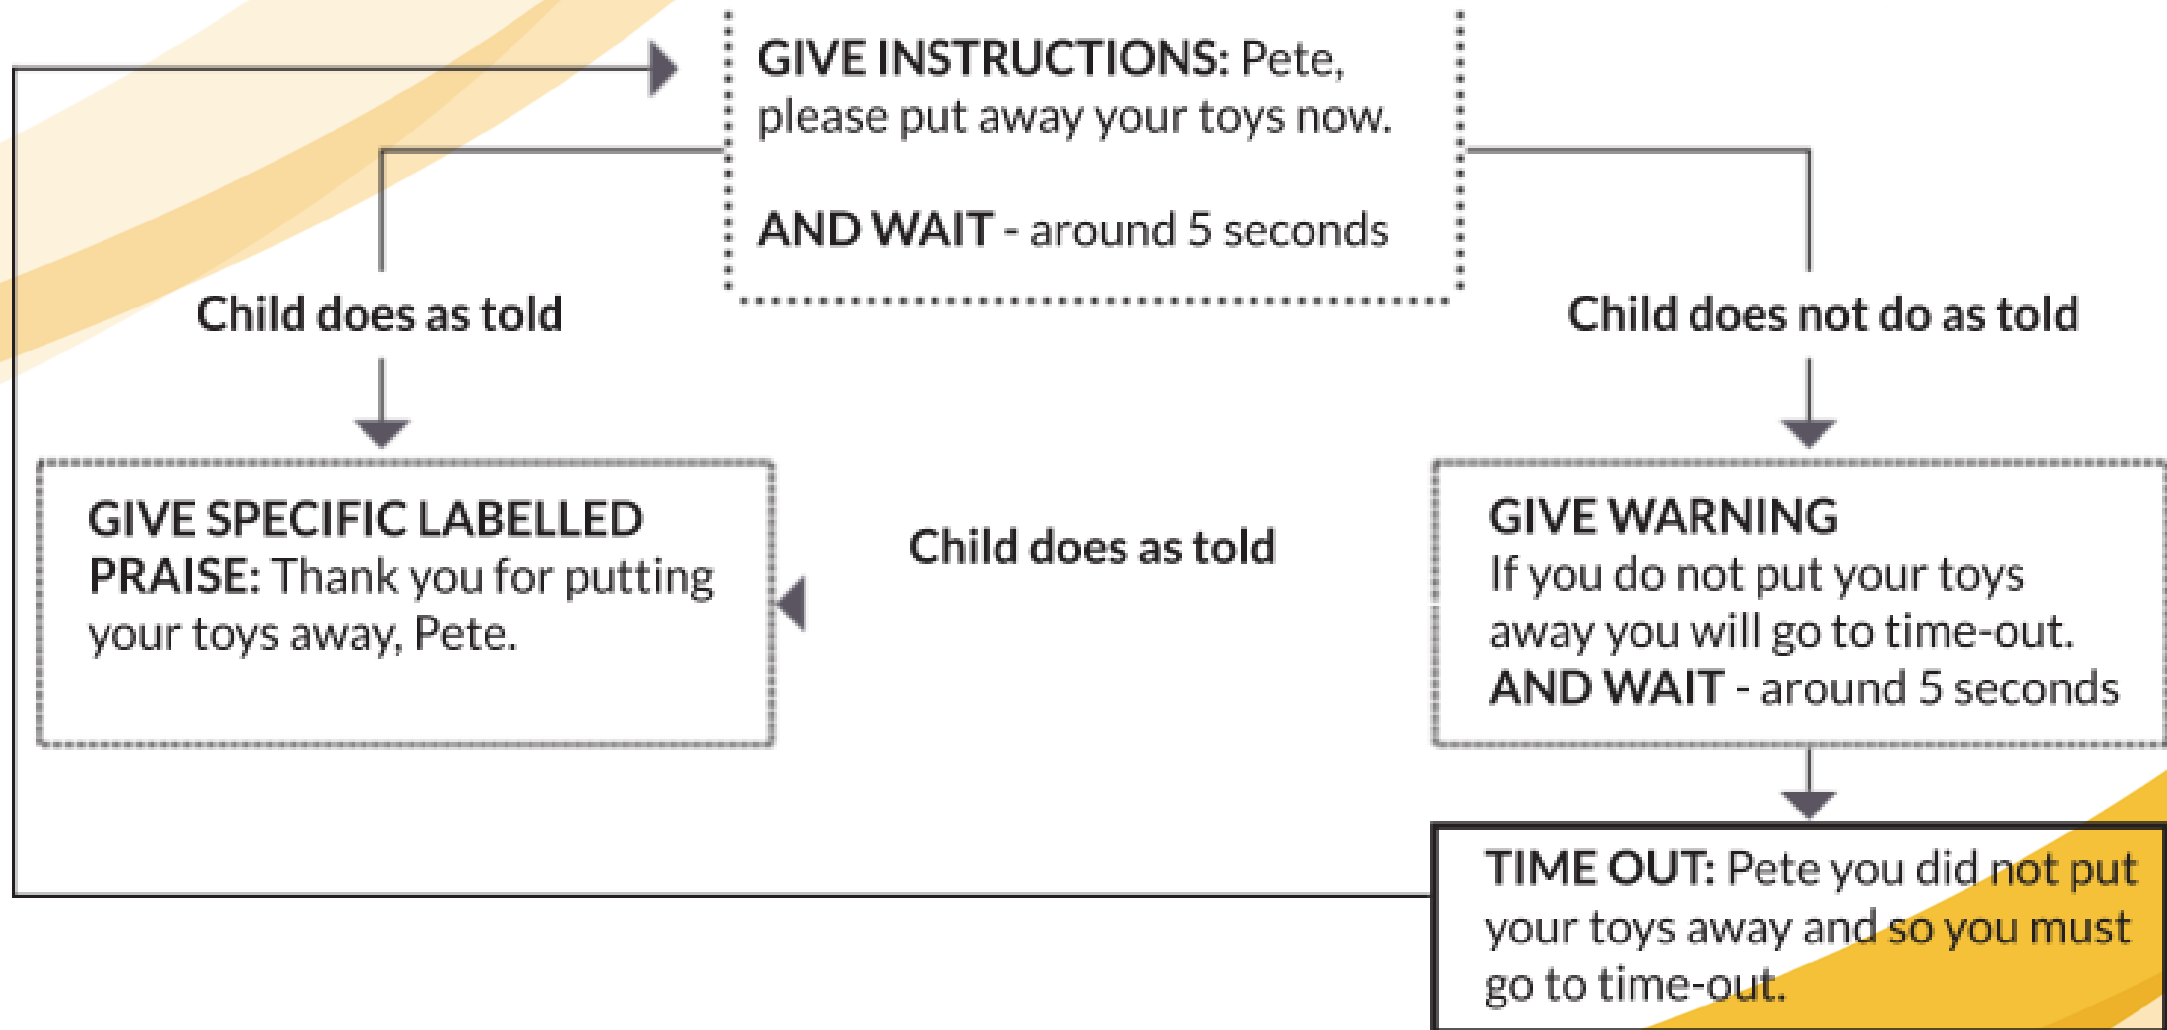 GIVE INSTRUCTIONS: Pete,
please put away your toys now.
AND WAIT - around 5 seconds
Child does as told
Child does not do as told
GIVE SPECIFIC LABELLED
PRAISE: Thank you for putting
your toys away, Pete.
Child does as told
GIVE WARNING
If you do not put your toys
away you will go to time-out.
AND WAIT - around 5 seconds
TIME OUT: Pete you did not put
your toys away and so you must
go to time-out.